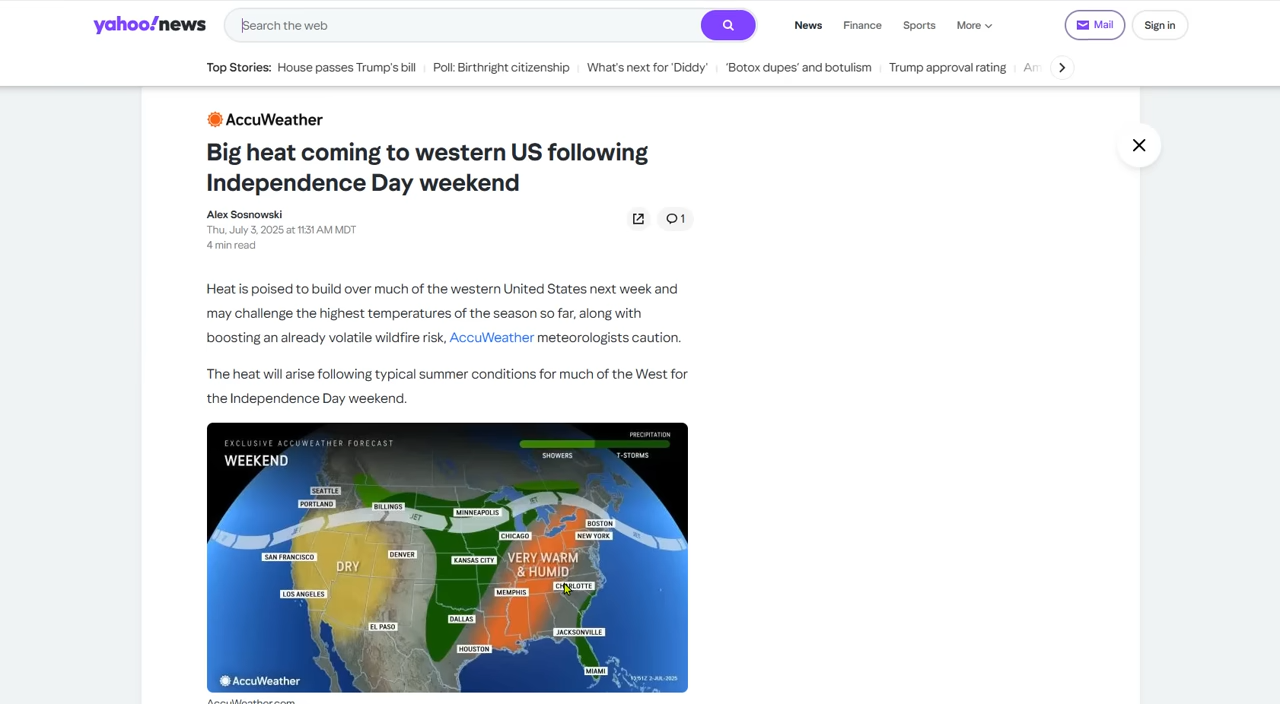 yahoo!news
Search the web
News
Finance
Sports
More
Mail
Sign in
Top Stories:
House passes Trump's bill
Poll: Birthright citizenship
What's next for 'Diddy'
'Botox dupes' and botulism
Trump approval rating
Am
AccuWeather
Big heat coming to western US following
Independence Day weekend
Alex Sosnowski
Thu, July 3, 2025 at 11:31 AM MDT
4 min read
1
Heat is poised to build over much of the western United States next week and
may challenge the highest temperatures of the season so far, along with
boosting an already volatile wildfire risk, AccuWeather meteorologists caution.
The heat will arise following typical summer conditions for much of the West for
the Independence Day weekend.
EXCLUSIVE ACCUWEATHER FORECAST
WEEKEND
PRECIPITATION
SHOWERS
T-STORMS
SEATTLE
PORTLAND
BILLINGS
JET
MINNEAPOLIS
JET
BOSTON
CHICAGO
NEW YORK
SAN FRANCISCO
DENVER
KANSAS CITY
VERY WARM
& HUMID
DRY
CHARLOTTE
LOS ANGELES
MEMPHIS
DALLAS
EL PASO
JACKSONVILLE
HOUSTON
MIAMI
AccuWeather
AccuWeather.com